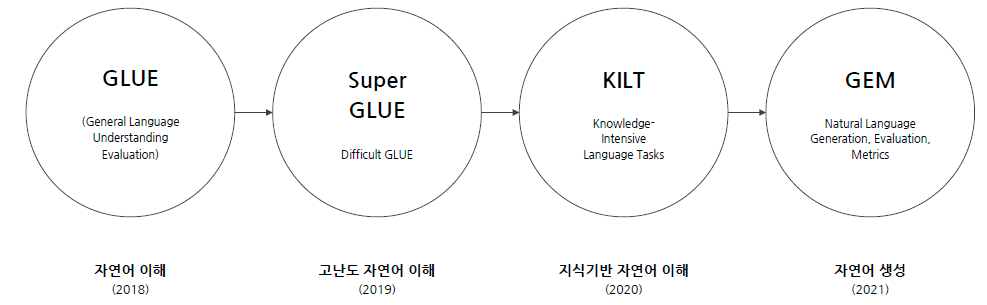 GLUE
(General Language
Understanding
Evaluation)
Super
GLUE
Difficult GLUE
KILT
Knowledge-
Intensive
Language Tasks
GEM
Natural Language
Generation, Evaluation,
Metrics
자연어 이해
(2018)
고난도 자연어 이해
(2019)
지식기반 자연어 이해
(2020)
자연어 생성
(2021)